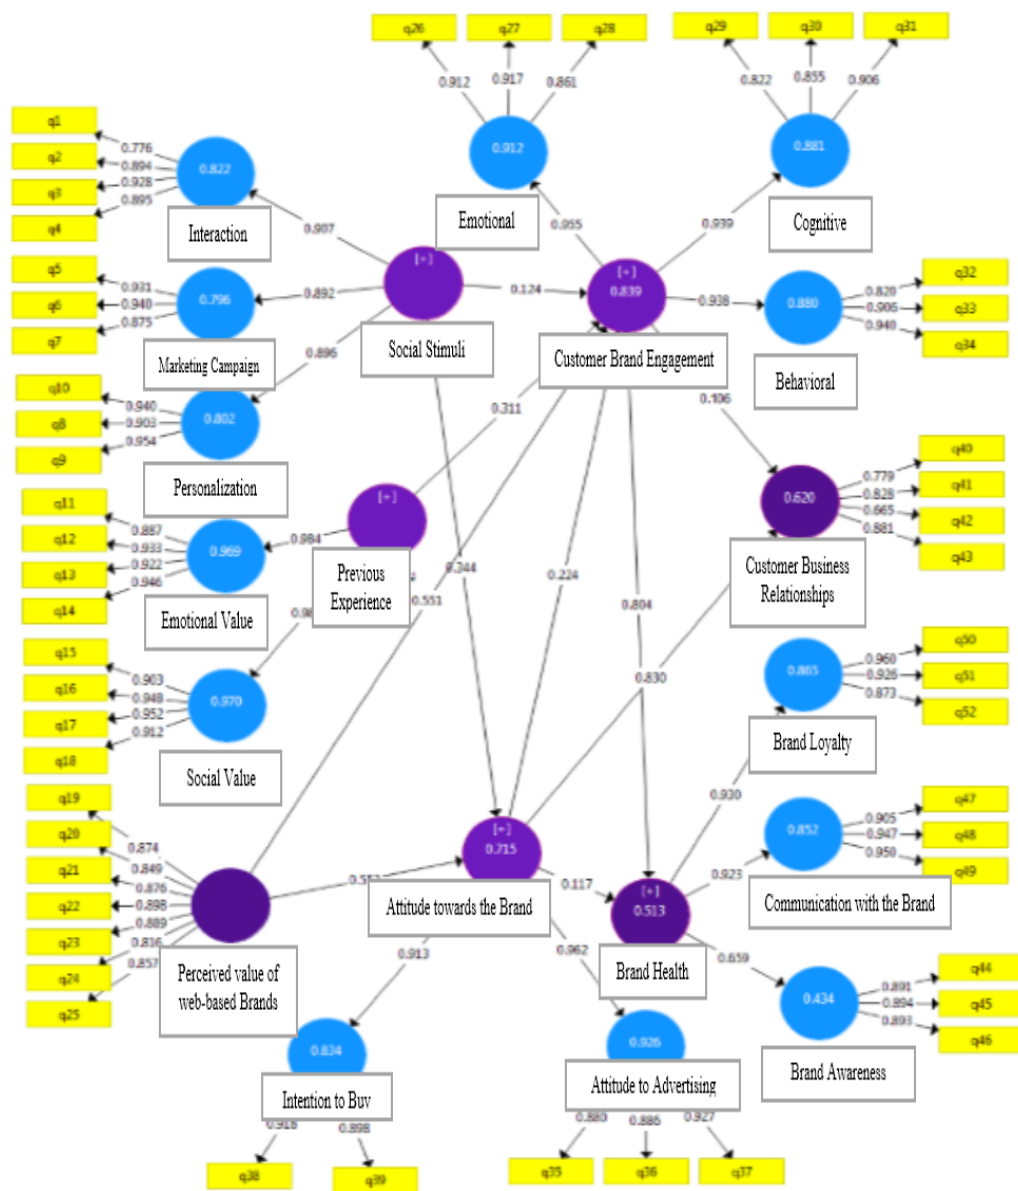 q26
q27
q28
q29
q30
q31
0.912
0.917
0.861
0.822
0.855
0.906
q1
q2
q3
q4
0.776
0.894
0.928
0.895
0.822
Interaction
0.912
Emotional
0.881
Cognitive
0.907
0.955
0.939
q5
q6
q7
0.931
0.940
0.875
0.796
Marketing Campaign
0.892
[+]
Social Stimuli
0.124
[+]
0.839
Customer Brand Engagement
0.938
0.880
Behavioral
0.820
0.906
0.940
q32
q33
q34
0.896
q10
q8
q9
0.940
0.903
0.954
0.802
Personalization
0.311
0.106
q40
q41
q42
q43
0.779
0.828
0.665
0.881
0.620
Customer Business
Relationships
q11
q12
q13
q14
0.887
0.933
0.922
0.946
0.969
Emotional Value
0.984
[+]
Previous
Experience
0.344
0.551
0.224
0.804
0.830
q15
q16
q17
q18
0.903
0.948
0.952
0.912
0.970
Social Value
q50
q51
q52
0.960
0.926
0.873
0.865
Brand Loyalty
0.930
q19
q20
q21
q22
q23
q24
q25
0.874
0.849
0.876
0.898
0.889
0.816
0.857
Perceived value of
web-based Brands
[+]
0.715
Attitude towards the Brand
0.117
[+]
0.513
Brand Health
0.923
0.852
Communication with the Brand
0.905
0.947
0.950
q47
q48
q49
0.913
0.962
0.659
0.434
Brand Awareness
0.891
0.894
0.893
q44
q45
q46
0.834
Intention to Buv
0.918
0.898
q38
q39
0.926
Attitude to Advertising
0.880
0.886
0.927
q35
q36
q37